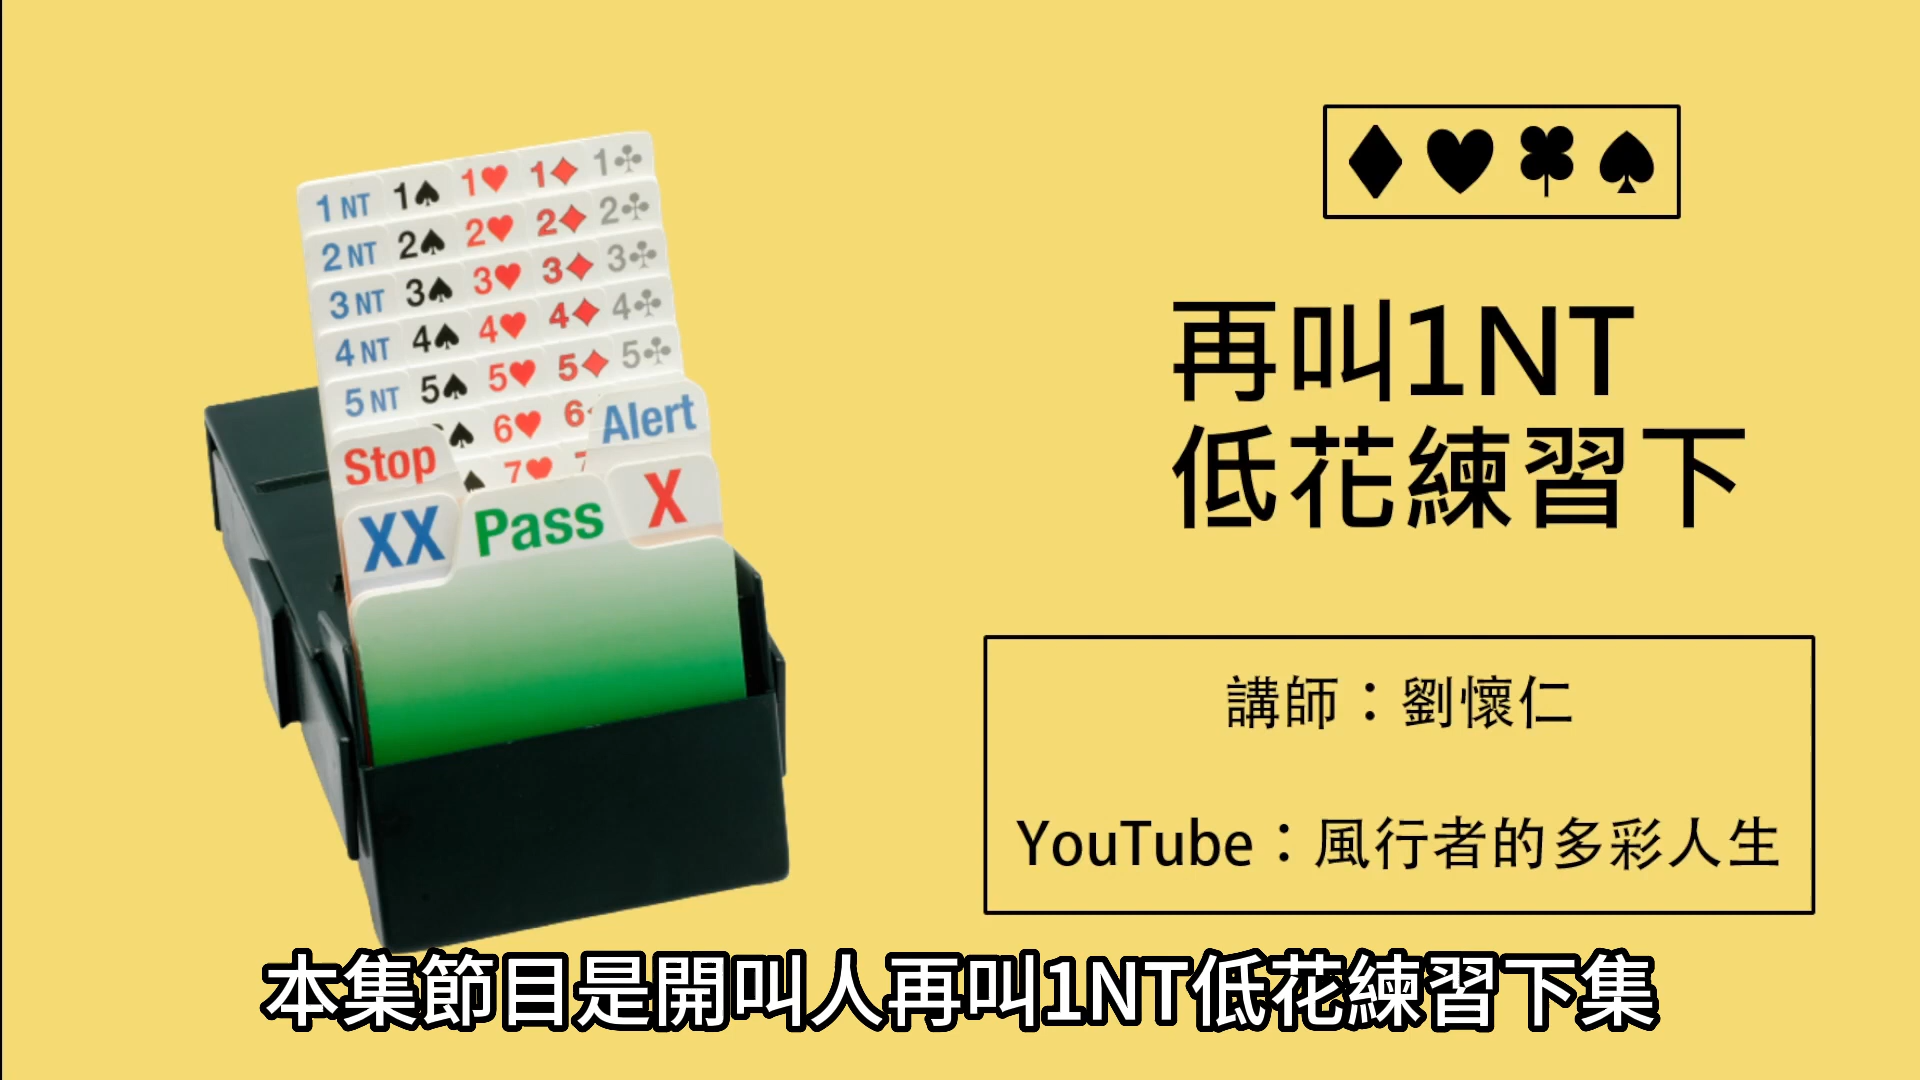 1NT 1♠ 1♥ 1♦ 1♣
2NT 2♠ 2♥ 2♦ 2♣
3NT 3♠ 3♥ 3♦ 3♣
4NT 4♠ 4♥ 4♦ 4♣
5NT 5♠ 5♥ 5♦ 5♣
♠ 6♥ 6 Alert
Stop ♠ 7♥
XX Pass X
♦♥♣♠
再叫1NT
低花練習下
講師：劉懷仁
YouTube：風行者的多彩人生
本集節目是開叫人再叫1NT低花練習下集